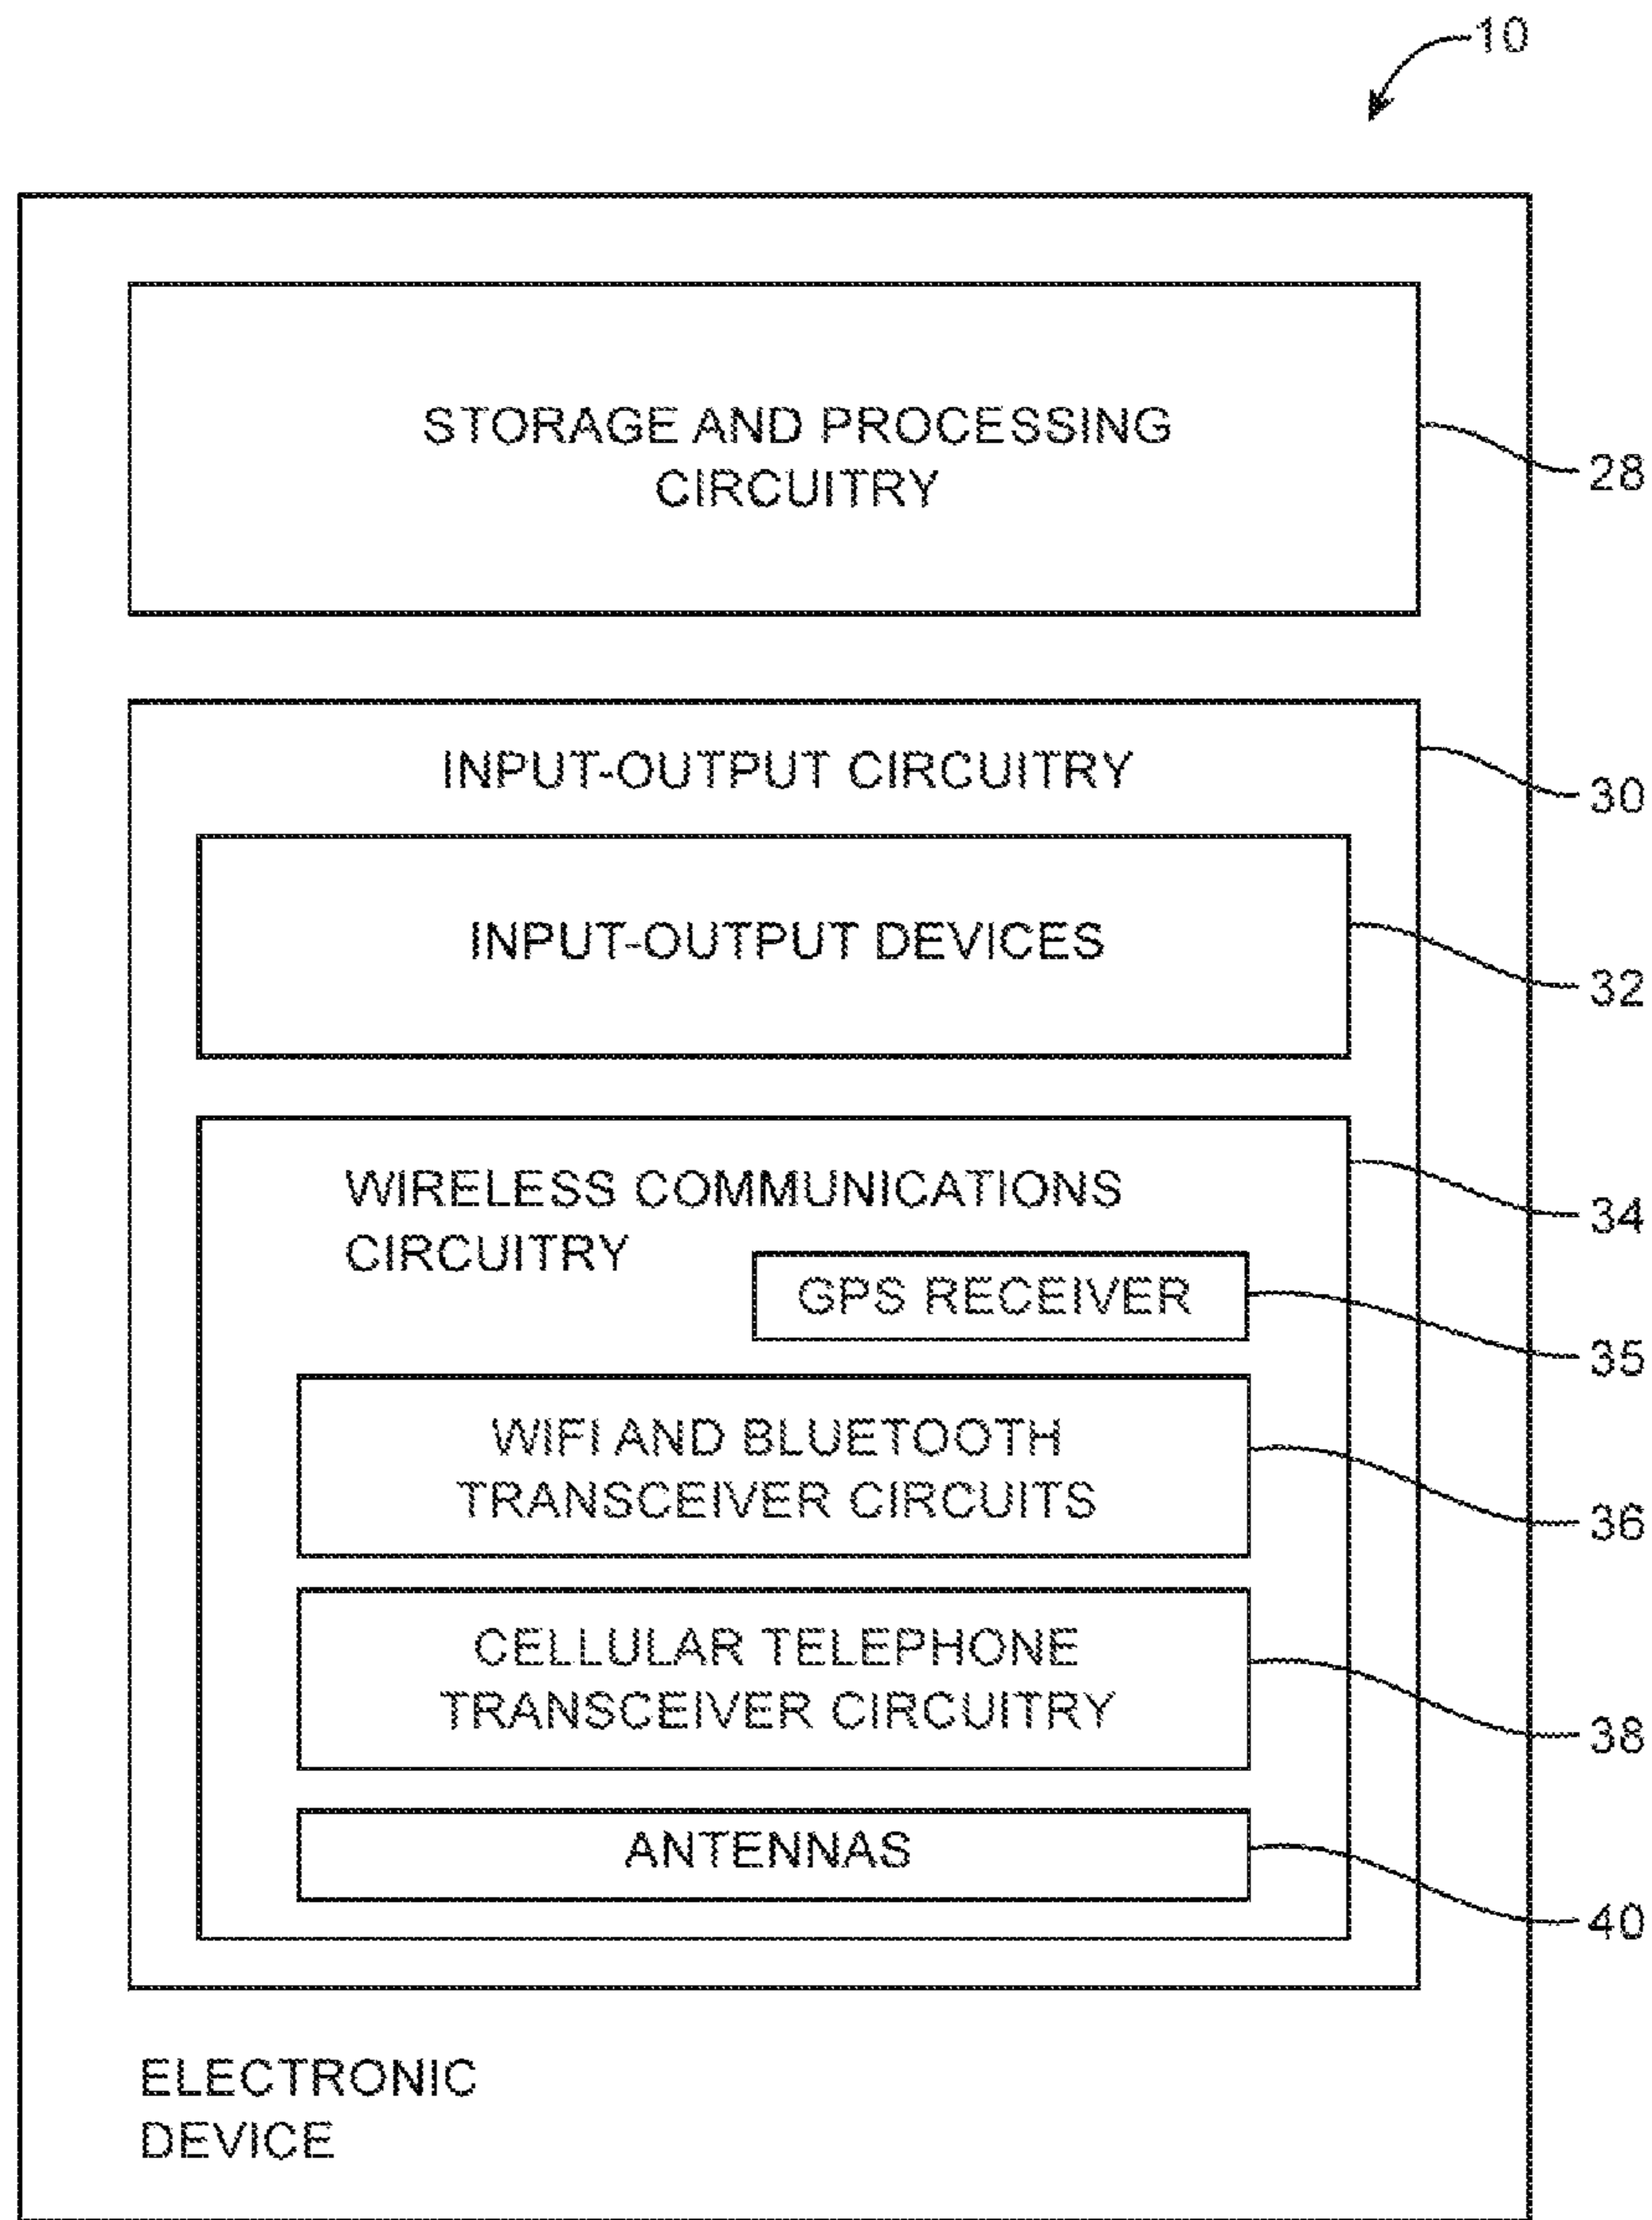 10
STORAGE AND PROCESSING
CIRCUITRY
28
INPUT-OUTPUT CIRCUITRY
30
INPUT-OUTPUT DEVICES
32
WIRELESS COMMUNICATIONS
CIRCUITRY
34
GPS RECEIVER
35
WIFI AND BLUETOOTH
TRANSCEIVER CIRCUITS
36
CELLULAR TELEPHONE
TRANSCEIVER CIRCUITRY
38
ANTENNAS
40
ELECTRONIC
DEVICE